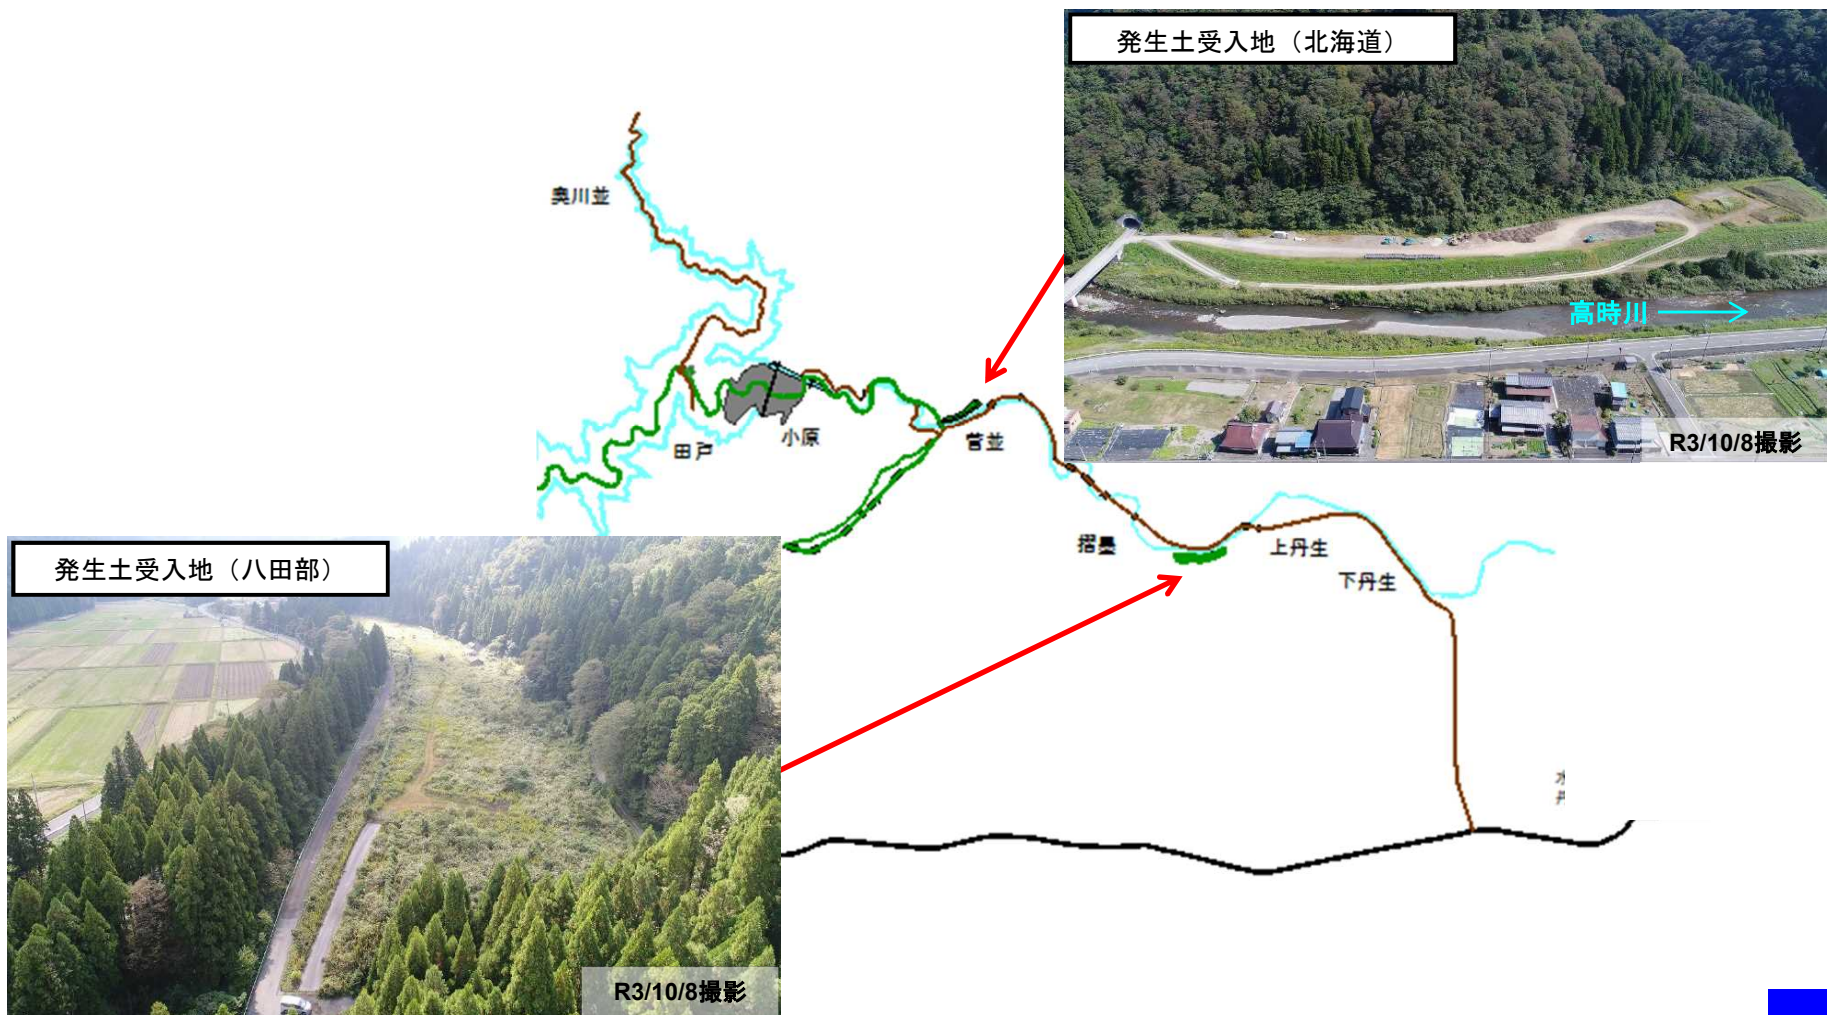 発生土受入地（北海道）
奥川並
高時川
田戸
小原
菅並
R3/10/8撮影
摺墨
上丹生
下丹生
発生土受入地（八田部）
R3/10/8撮影